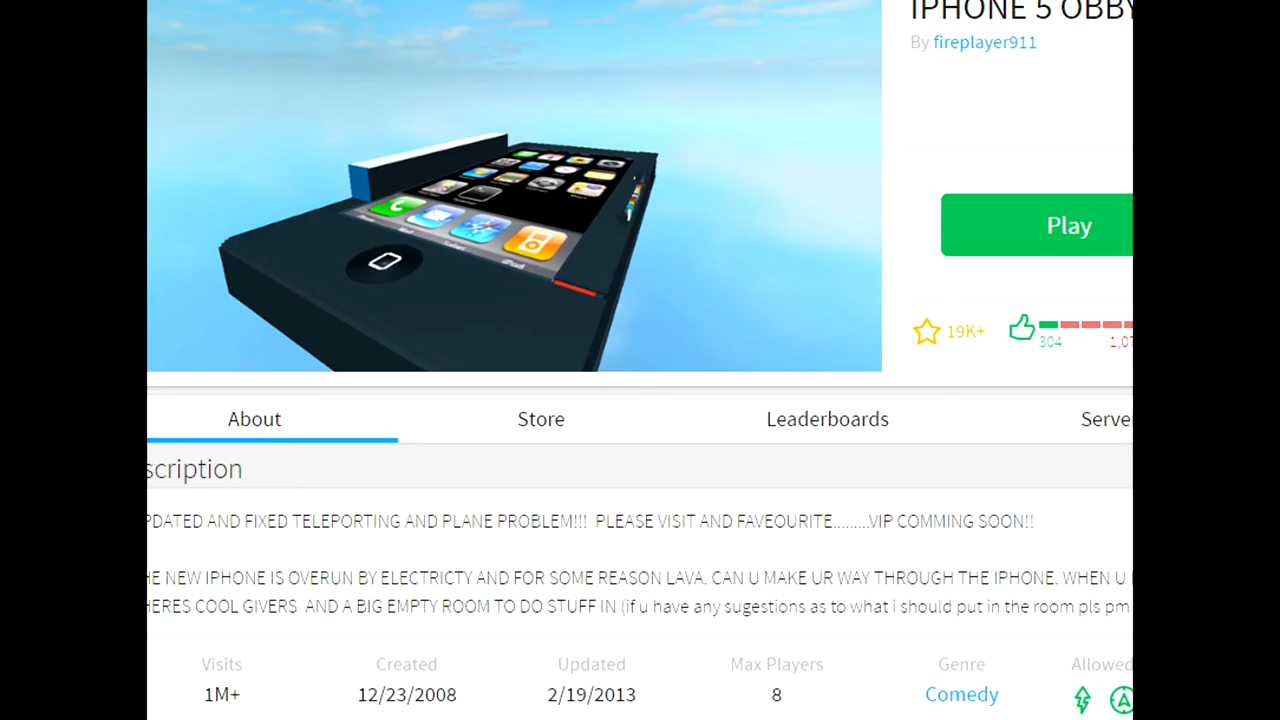 IPHONE 5 OBBY
By fireplayer911
Play
19K+
304
About Store Leaderboards
scription
PDATED AND FIXED TELEPORTING AND PLANE PROBLEM!!! PLEASE VISIT AND FAVEOURITE.........VIP COMMING SOON!!
HE NEW IPHONE IS OVERUN BY ELECTRICTY AND FOR SOME REASON LAVA. CAN U MAKE UR WAY THROUGH THE IPHONE. WHEN U
HERES COOL GIVERS AND A BIG EMPTY ROOM TO DO STUFF IN (if u have any sugestions as to what i should put in the room pls pm
Visits Created Updated Max Players Genre Allowed
1M+ 12/23/2008 2/19/2013 8 Comedy